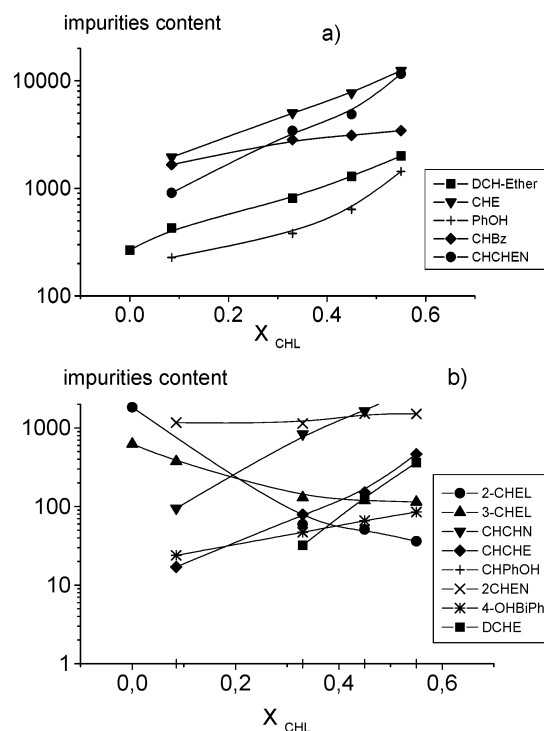 impurities content
a)
10000
1000
100
0.0 0.2 0.4 0.6
X CHL
DCH-Ether
CHE
PhOH
CHBz
CHCHEN
impurities content
b)
1000
100
10
1
0,0 0,2 0,4 0,6
X CHL
2-CHEL
3-CHEL
CHCHN
CHCHE
CHPhOH
2CHEN
4-OHBiPh
DCHE